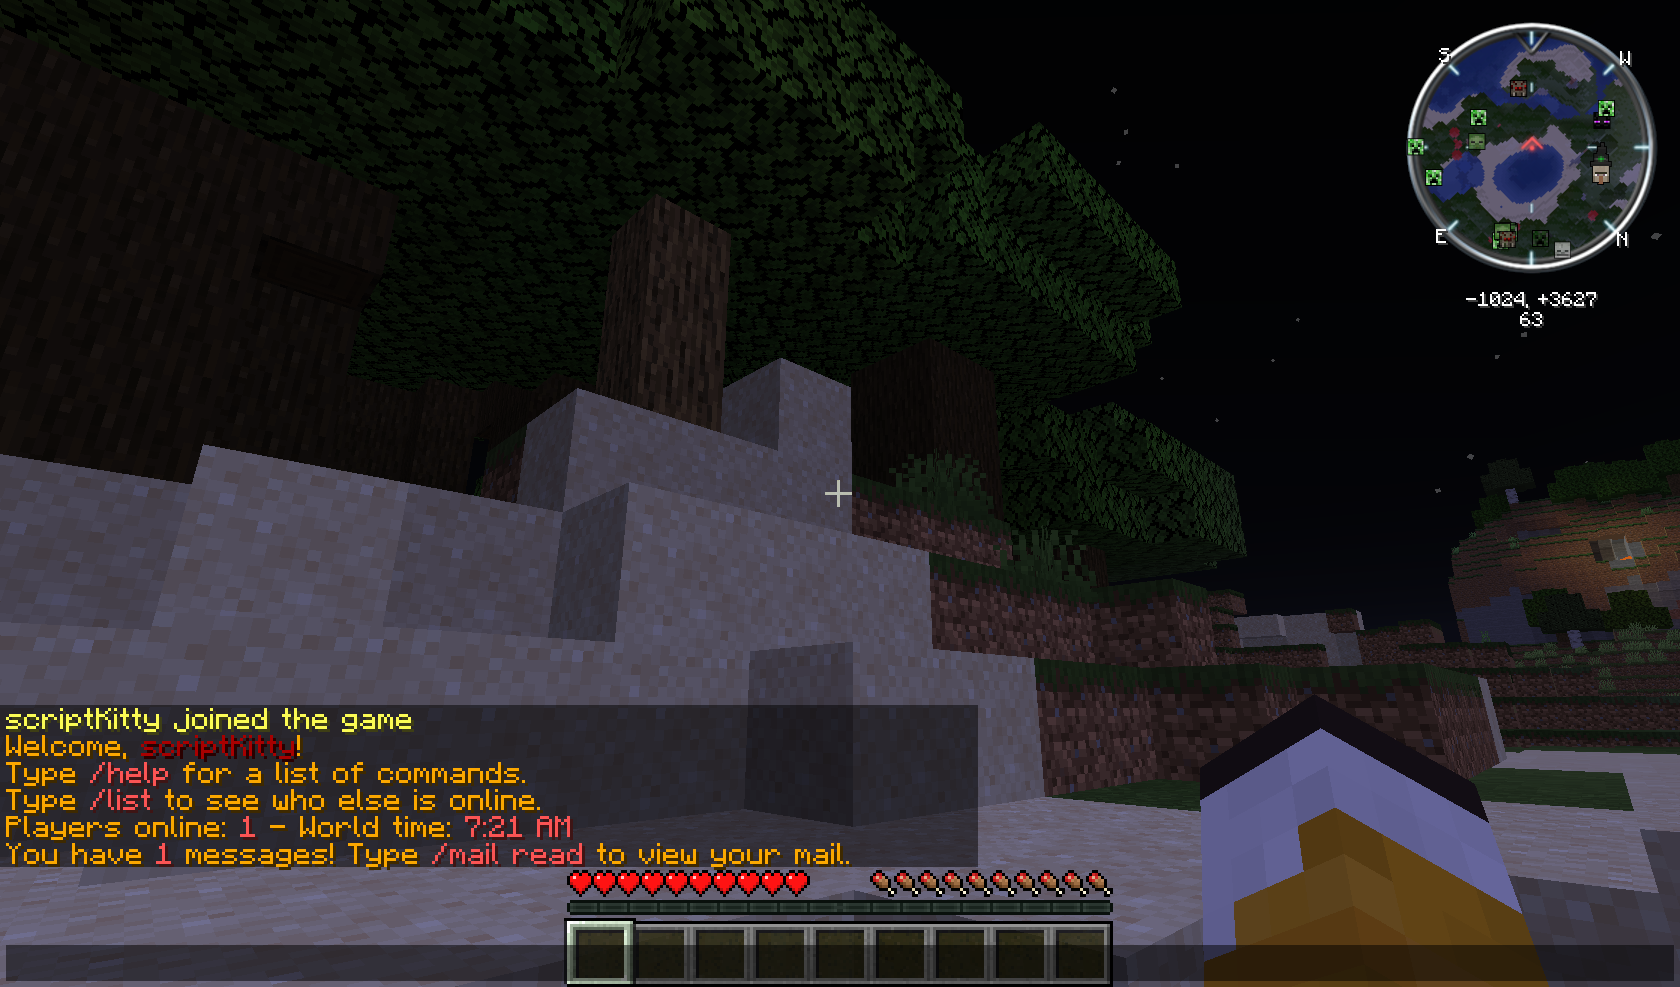 S
W
E
N
-1024, +3627
63
scriptKitty joined the game
Welcome, scriptKitty!
Type /help for a list of commands.
Type /list to see who else is online.
Players online: 1 - World time: 7:21 AM
You have 1 messages! Type /mail read to view your mail.